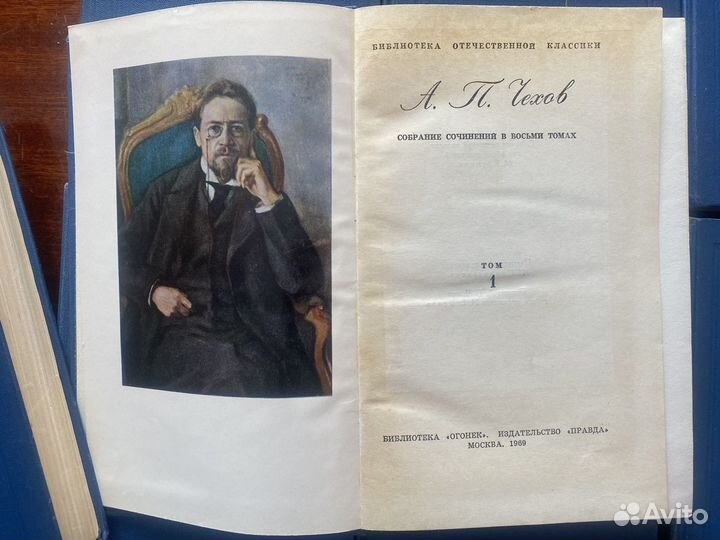 БИБЛИОТЕКА ОТЕЧЕСТВЕННОЙ КЛАССИКИ
А. П. Чехов
СОБРАНИЕ СОЧИНЕНИЙ В ВОСЬМИ ТОМАХ
ТОМ
1
БИБЛИОТЕКА «ОГОНЕК». ИЗДАТЕЛЬСТВО «ПРАВДА»
МОСКВА. 1969
Avito